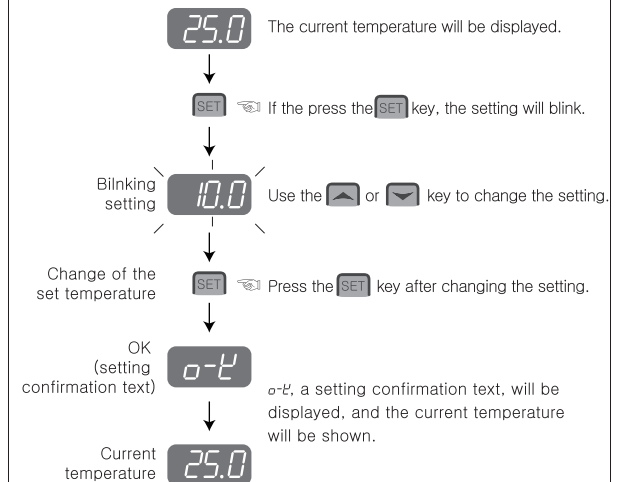 25.0 The current temperature will be displayed.
SET If the press the SET key, the setting will blink.
Bilnking
setting
10.0 Use the or key to change the setting.
Change of the
set temperature
SET Press the SET key after changing the setting.
OK
(setting
confirmation text)
o-k
o-k, a setting confirmation text, will be
displayed, and the current temperature
will be shown.
Current
temperature
25.0